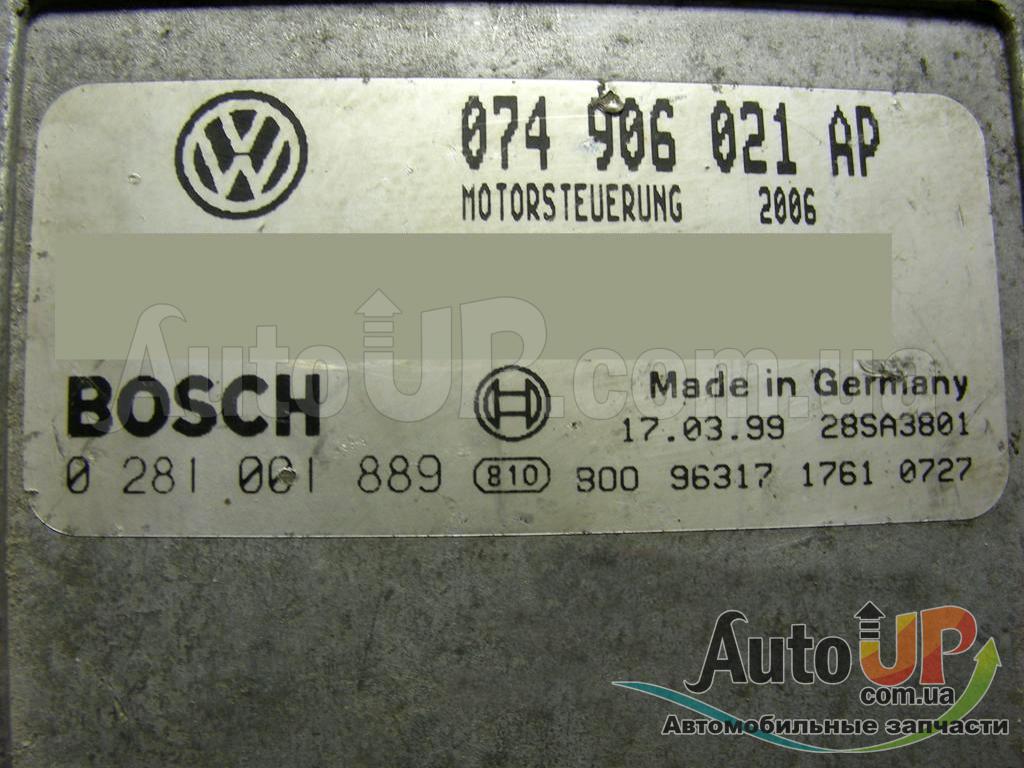 074 906 021 AP
MOTORSTEUERUNG 2006
AutoUP.com.ua
BOSCH
Made in Germany
17.03.99 28SA3801
0 281 001 889 810 900 96317 1761 0727
AutoUP
com.ua
Автомобильные запчасти